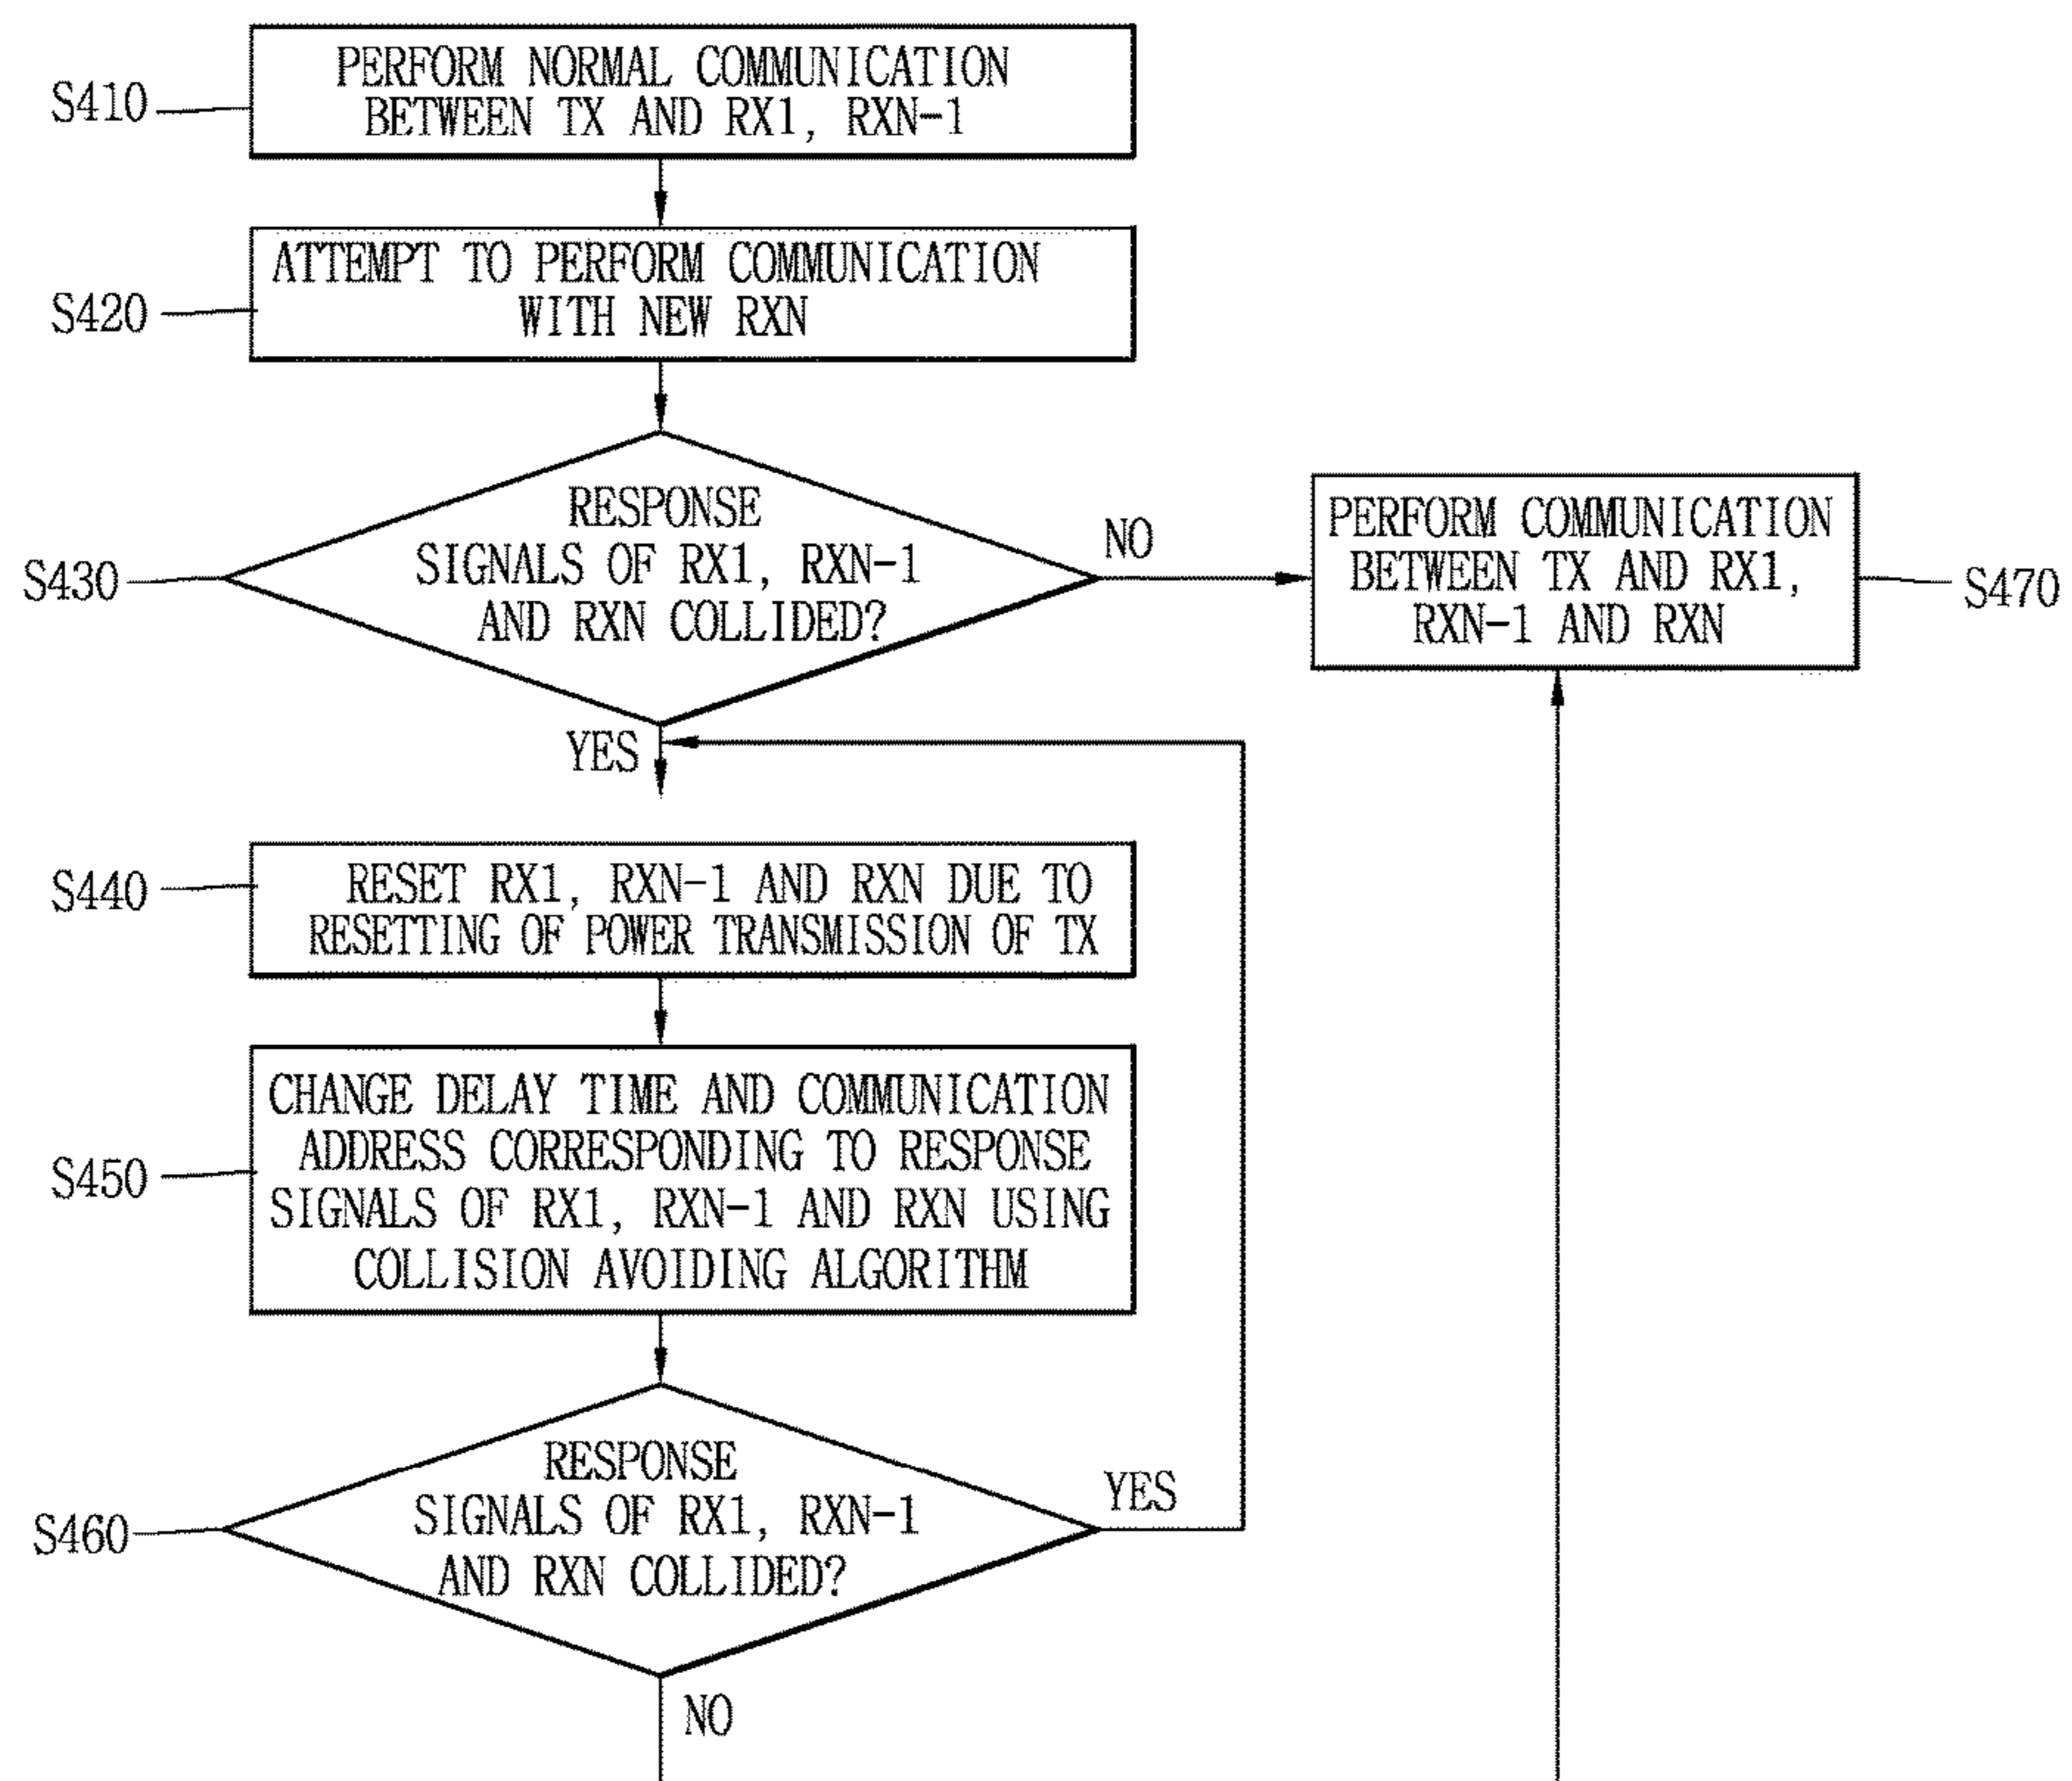 S410
PERFORM NORMAL COMMUNICATION
BETWEEN TX AND RX1, RXN-1
S420
ATTEMPT TO PERFORM COMMUNICATION
WITH NEW RXN
S430
RESPONSE
SIGNALS OF RX1, RXN-1
AND RXN COLLIDED?
NO
PERFORM COMMUNICATION
BETWEEN TX AND RX1,
RXN-1 AND RXN
S470
YES
S440
RESET RX1, RXN-1 AND RXN DUE TO
RESETTING OF POWER TRANSMISSION OF TX
S450
CHANGE DELAY TIME AND COMMUNICATION
ADDRESS CORRESPONDING TO RESPONSE
SIGNALS OF RX1, RXN-1 AND RXN USING
COLLISION AVOIDING ALGORITHM
S460
RESPONSE
SIGNALS OF RX1, RXN-1
AND RXN COLLIDED?
YES
NO